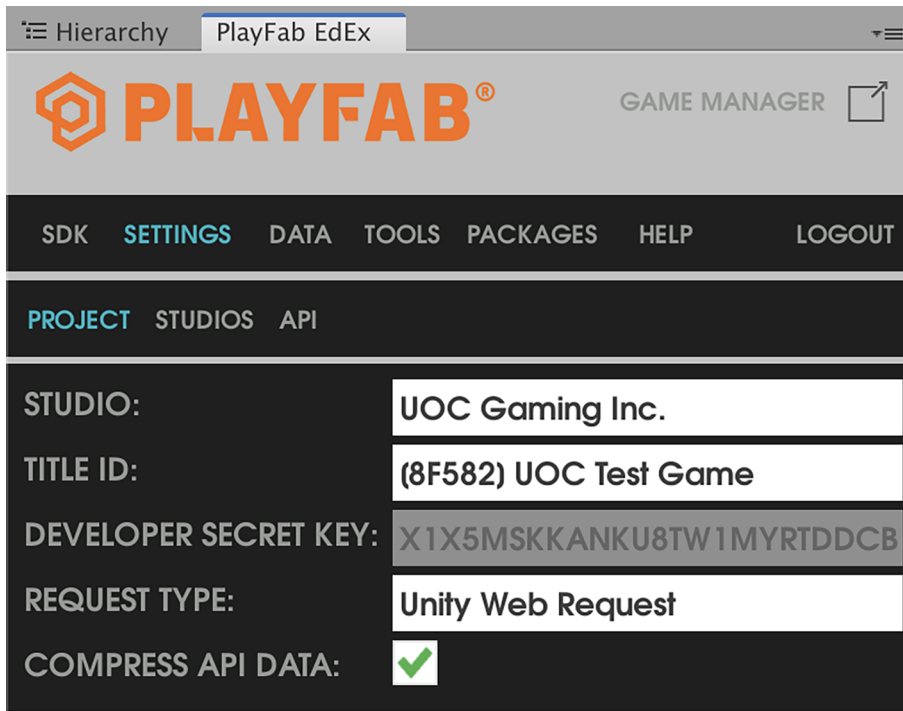 Hierarchy PlayFab EdEx
PLAYFAB® GAME MANAGER
SDK SETTINGS DATA TOOLS PACKAGES HELP LOGOUT
PROJECT STUDIOS API
STUDIO: UOC Gaming Inc.
TITLE ID: (8F582) UOC Test Game
DEVELOPER SECRET KEY: X1X5MSKKANKU8TW1MYRTDDCB
REQUEST TYPE: Unity Web Request
COMPRESS API DATA: